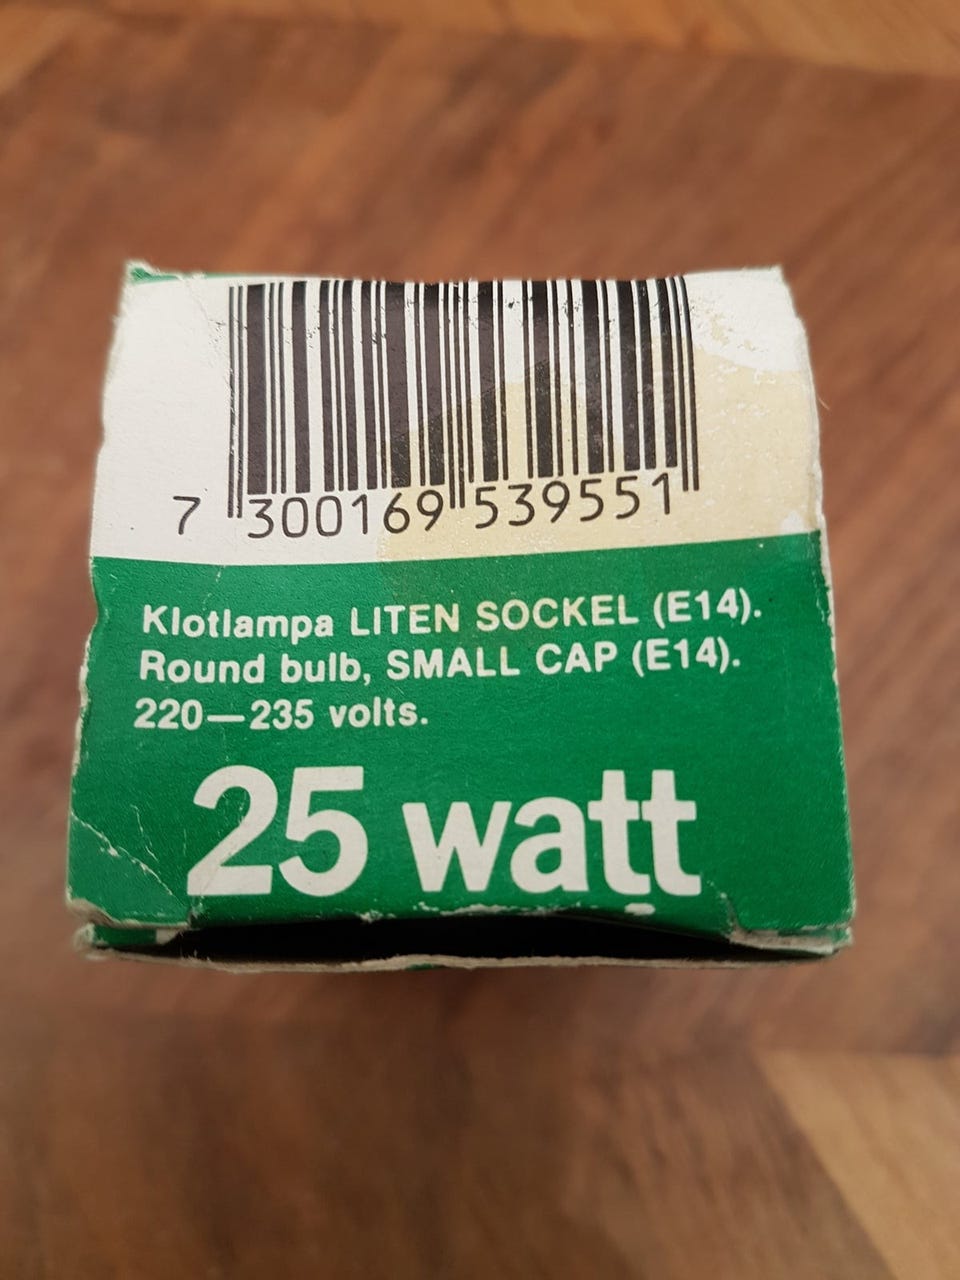 7 300169 539551
Klotlampa LITEN SOCKEL (E14).
Round bulb, SMALL CAP (E14).
220—235 volts.
25 watt